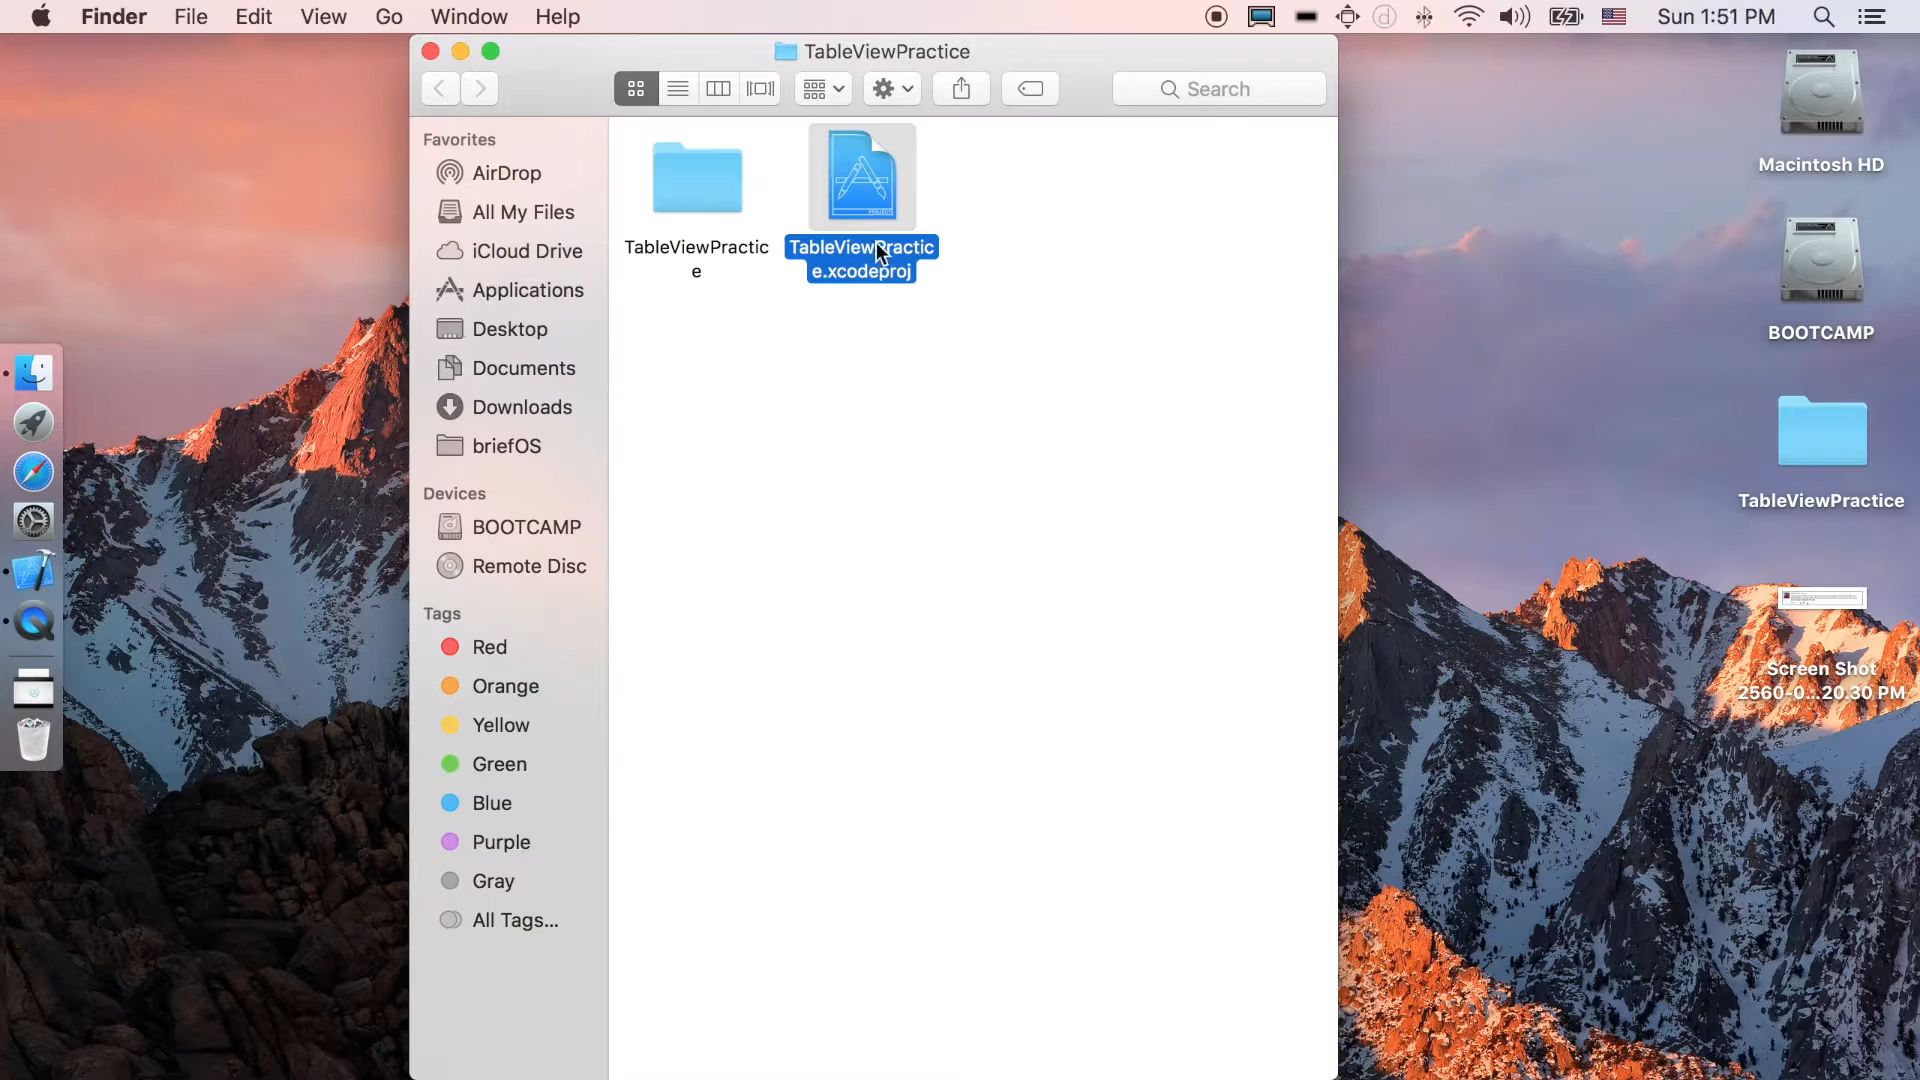 Finder File Edit View Go Window Help
Sun 1:51 PM
TableViewPractice
Search
Favorites
AirDrop
All My Files
iCloud Drive
Applications
Desktop
Documents
Downloads
briefOS
Devices
BOOTCAMP
Remote Disc
Tags
Red
Orange
Yellow
Green
Blue
Purple
Gray
All Tags...
TableViewPractic
e
TableViewPractic
e.xcodeproj
PROJECT
Macintosh HD
BOOTCAMP
TableViewPractice
Screen Shot
2560-0...20.30 PM